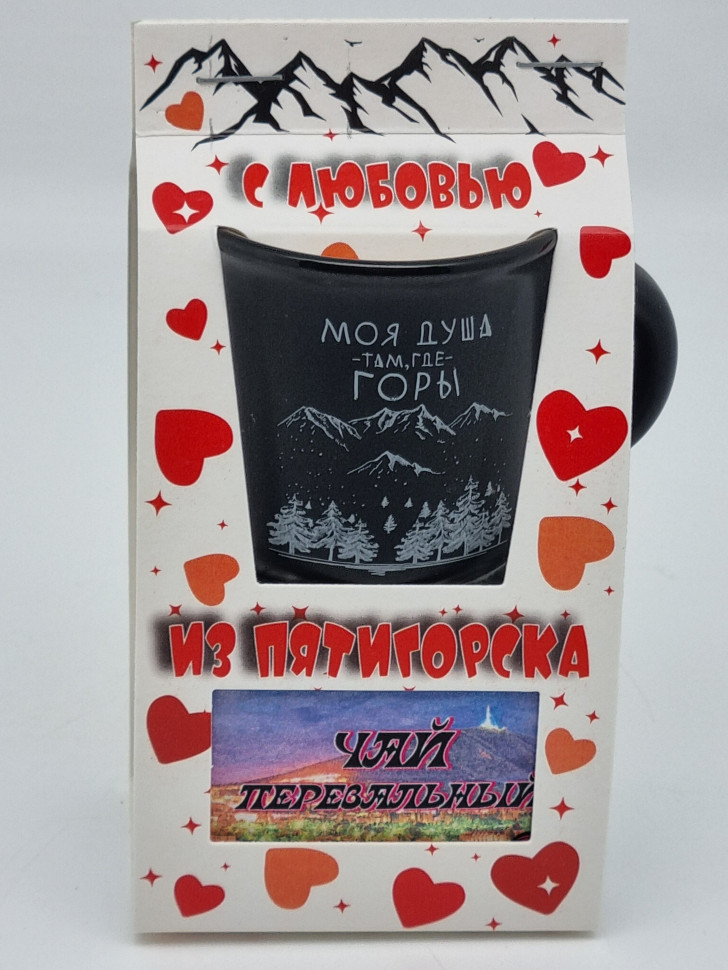 С ЛЮБОВЬЮ
МОЯ ДУША
-ТАМ, ГДЕ-
ГОРЫ
ИЗ ПЯТИГОРСКА
ЧАЙ
ПЕРЕВАЛЬНЫЙ